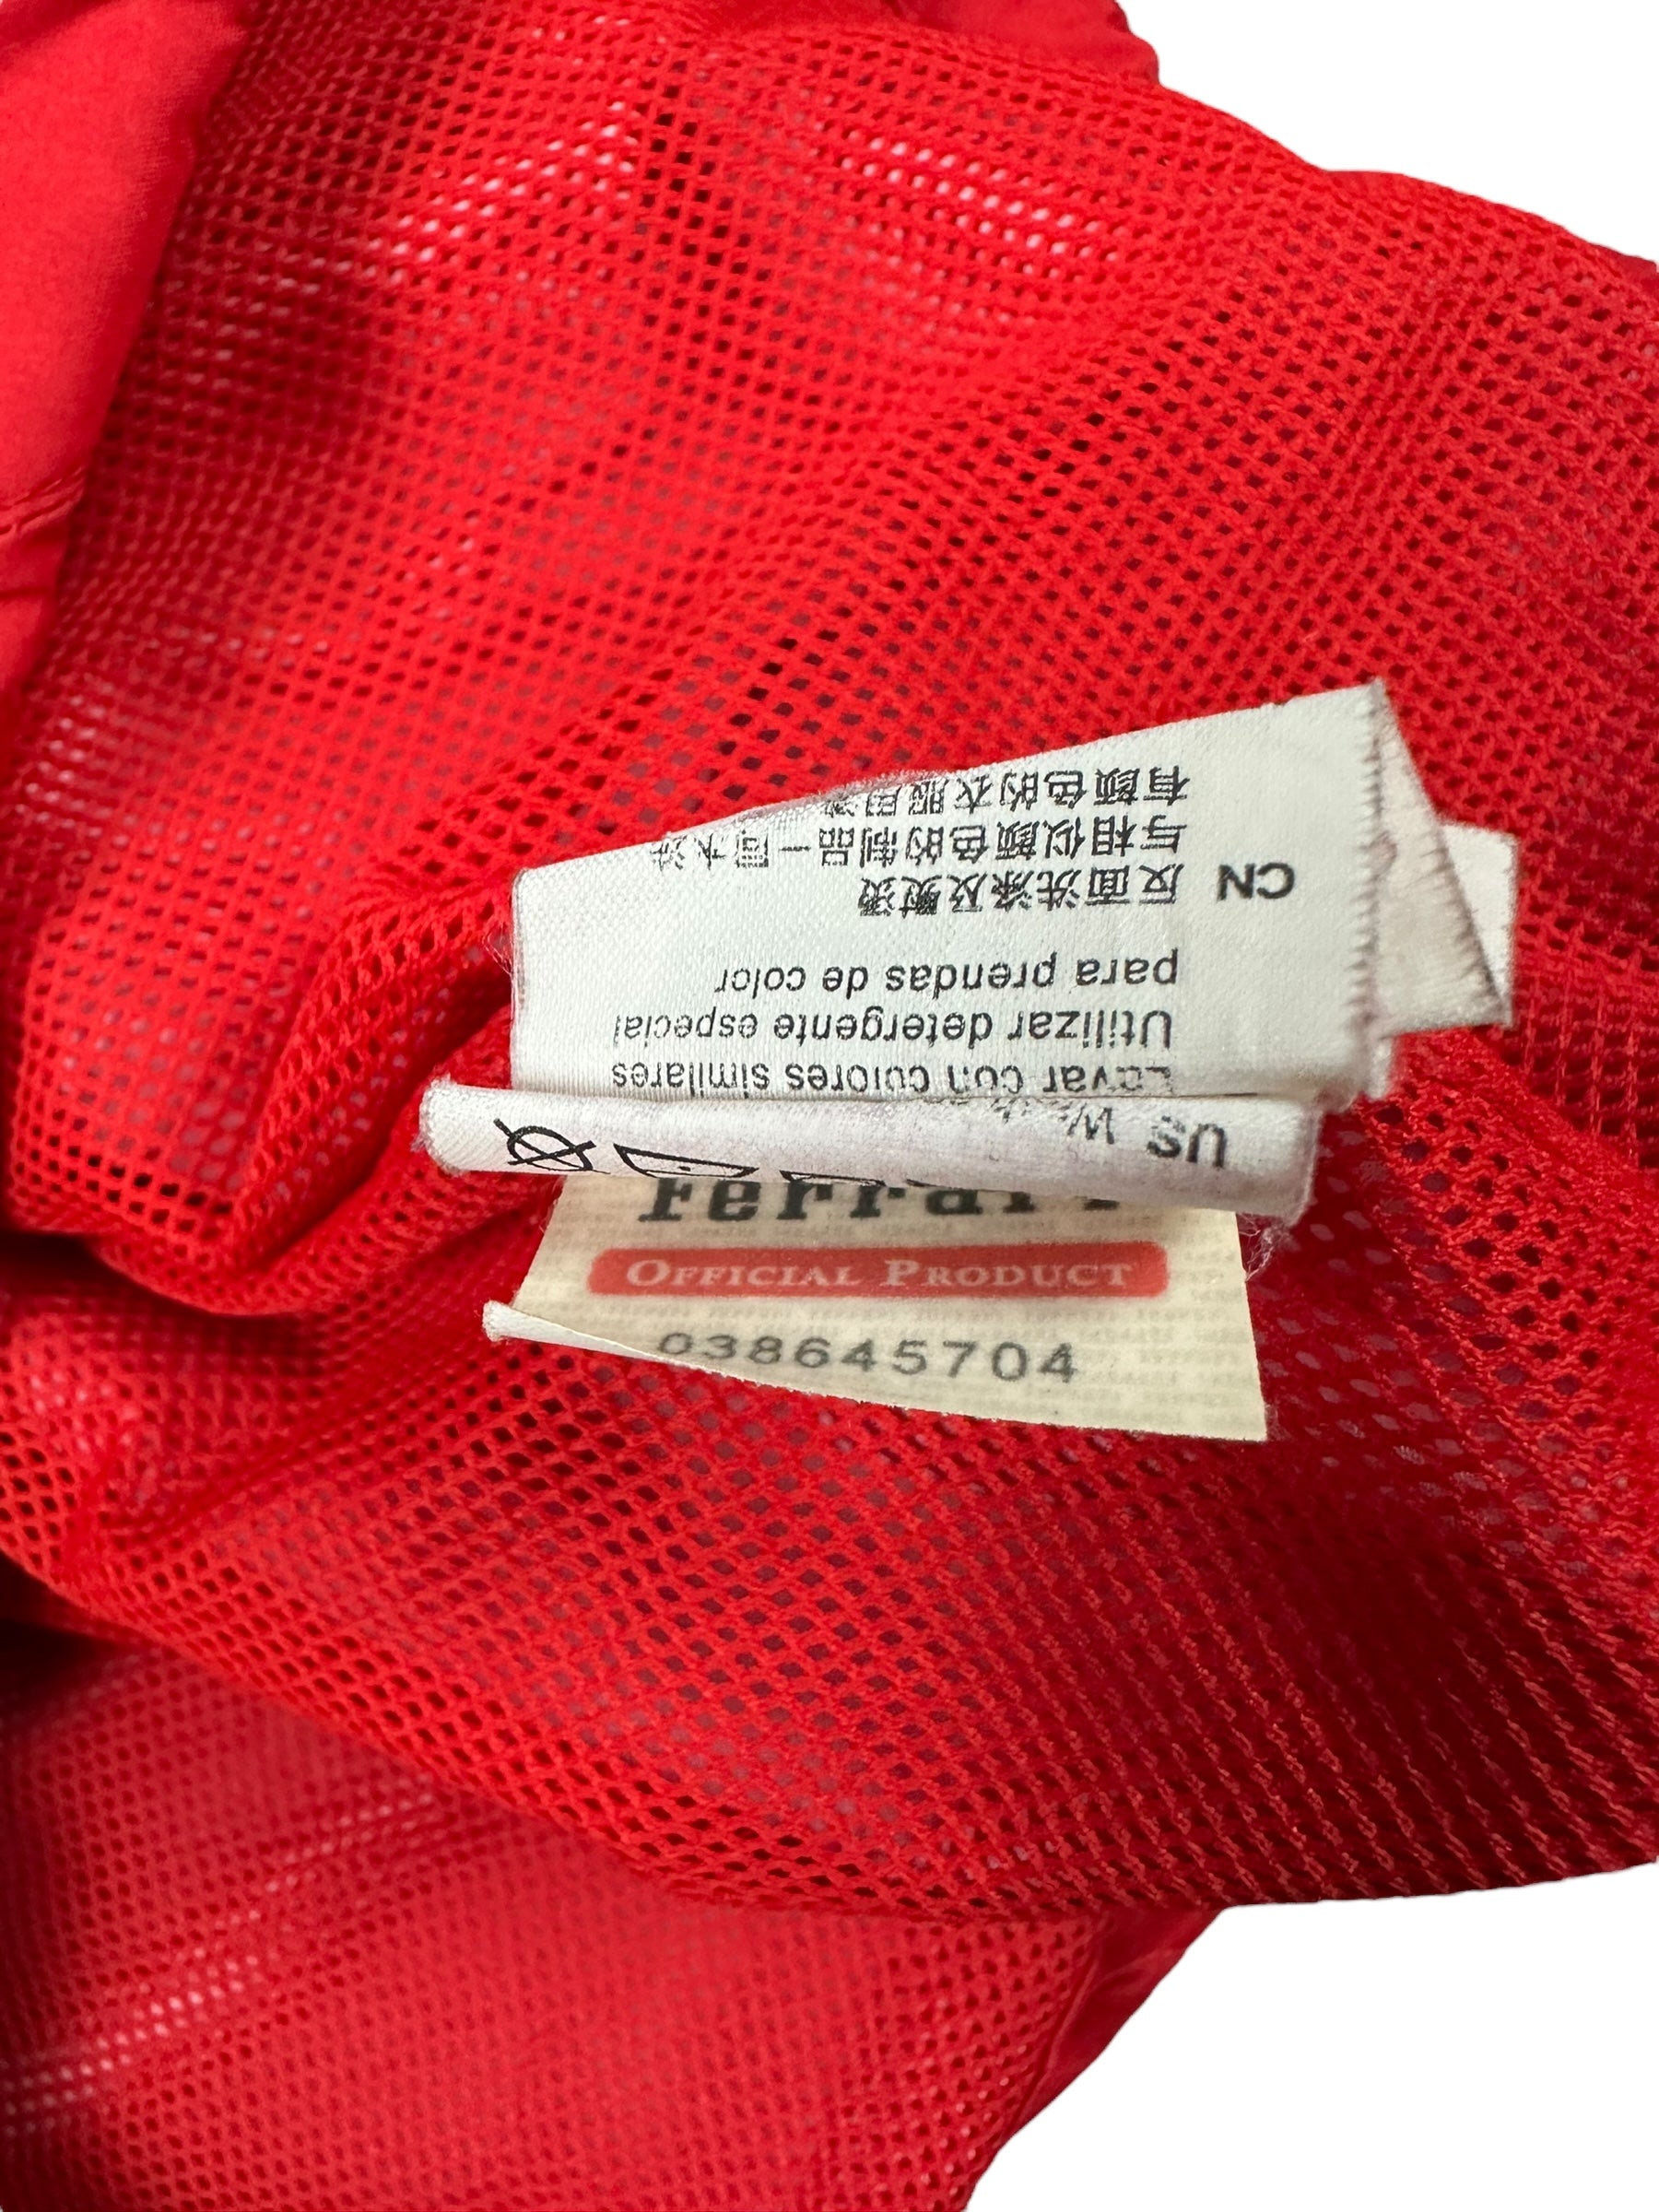 Ferrari
OFFICIAL PRODUCT
038645704
US
Lavar con colores similares
Utilizar detergente especial
para prendas de color
CN 反面洗涤及熨烫
与相似颜色的制品一同水洗
有颜色的衣服用